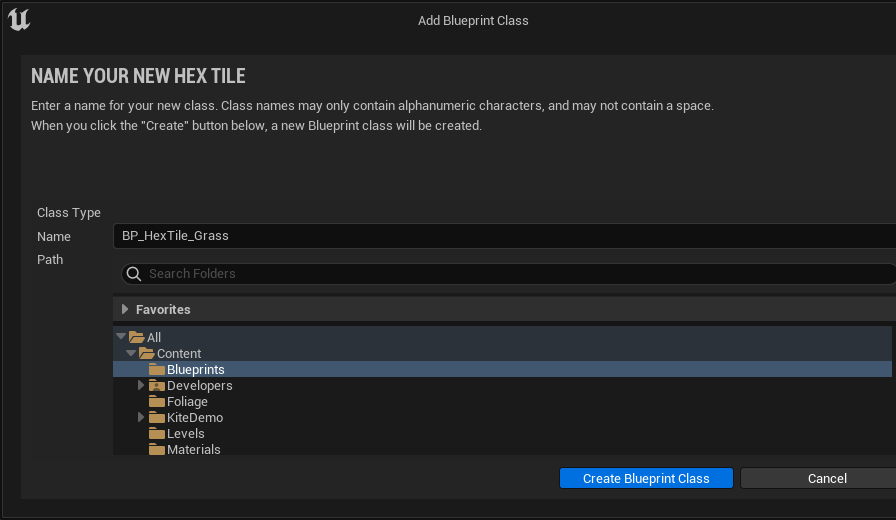 Add Blueprint Class
NAME YOUR NEW HEX TILE
Enter a name for your new class. Class names may only contain alphanumeric characters, and may not contain a space.
When you click the "Create" button below, a new Blueprint class will be created.
Class Type
Name BP_HexTile_Grass
Path
Search Folders
Favorites
All
Content
Blueprints
Developers
Foliage
KiteDemo
Levels
Materials
Create Blueprint Class Cancel